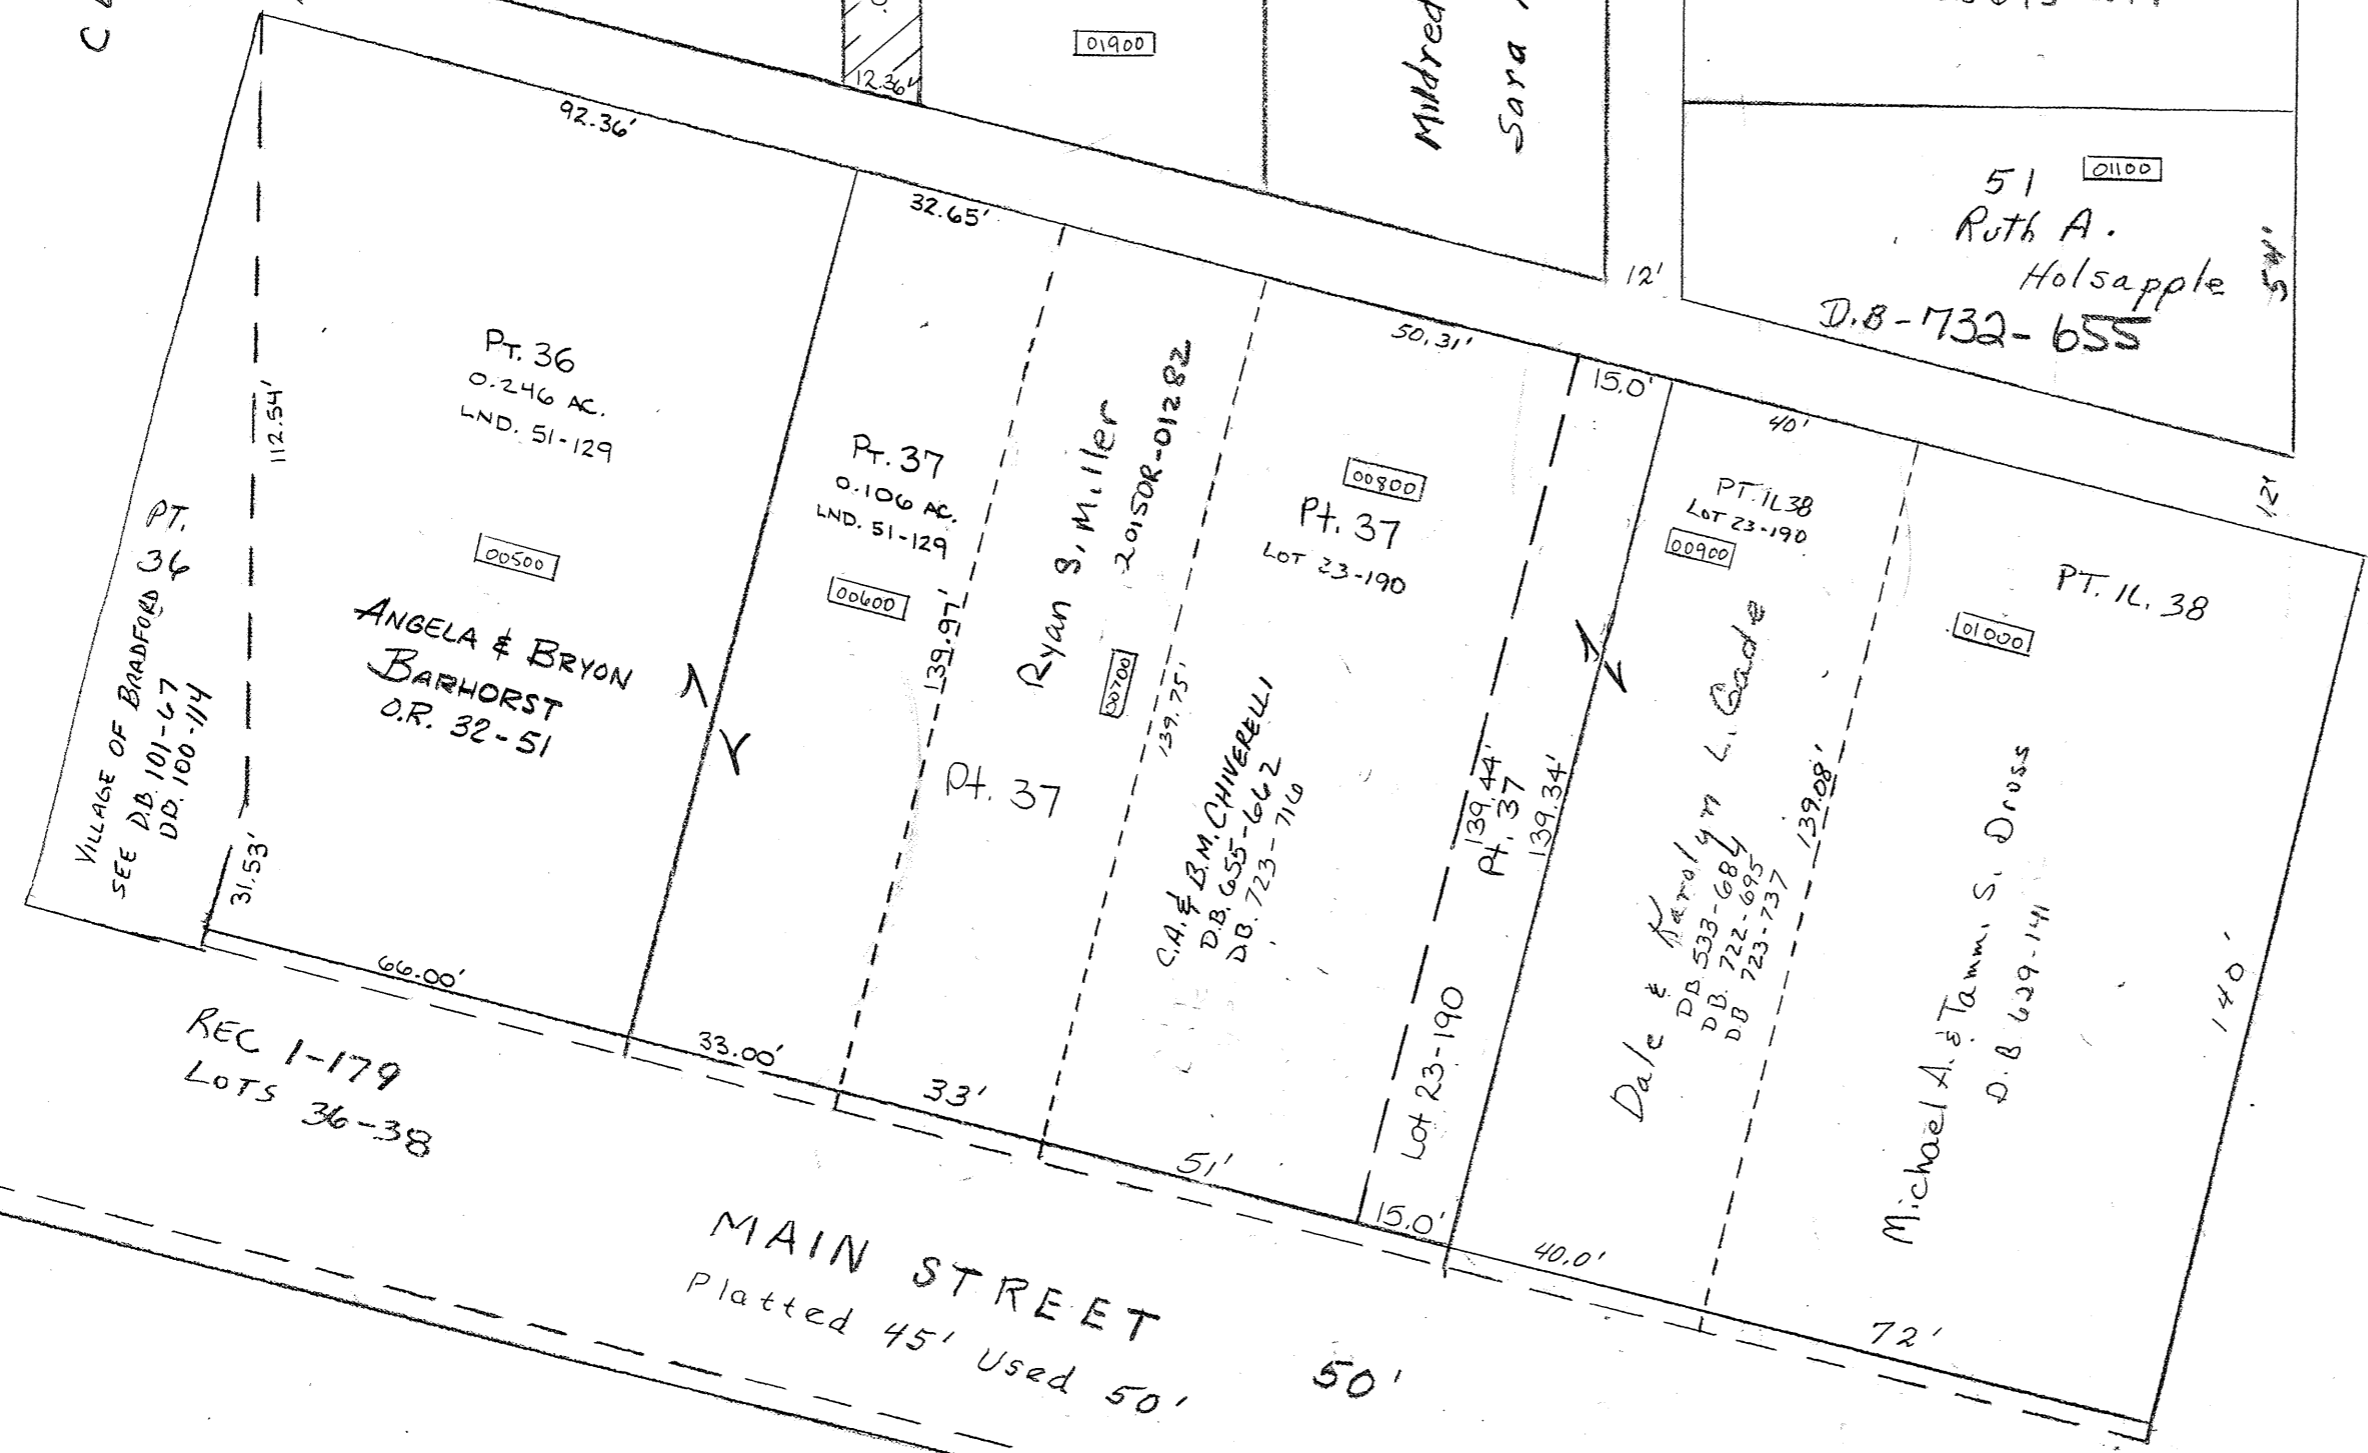 01900
12.36'
Mildred
Sara
12'
01100
51
Ruth A.
Holsapple
D.B-732-655
54'
12'
92.36'
32.65'
50.31'
15.0'
40'
112.54'
31.53'
PT.
36
VILLAGE OF BRADFORD
SEE D.B. 101-67
D.B. 100-114
PT. 36
0.246 AC.
LND. 51-129
00500
ANGELA & BRYON
BARHORST
O.R. 32-51
66.00'
PT. 37
0.106 AC.
LND. 51-129
00600
139.97'
33.00'
Ryan S. Miller
2015OR-01282
00700
Pt. 37
139.75'
33'
00800
Pt. 37
LOT 23-190
C.A. & B.M. CHIVERELLI
D.B. 655-662
D.B. 723-716
51'
139.44'
Pt. 37
139.34'
Lot 23-190
15.0'
PT. IL38
LOT 23-190
00900
Dale & Karolyn L. Gade
DB. 533-684
DB. 722-695
DB 723-737
139.08'
40.0'
PT. IL. 38
01000
Michael A. & Tammi S. Dross
D.B 629-141
140'
72'
REC 1-179
LOTS 36-38
MAIN STREET
Platted 45' Used 50'
50'